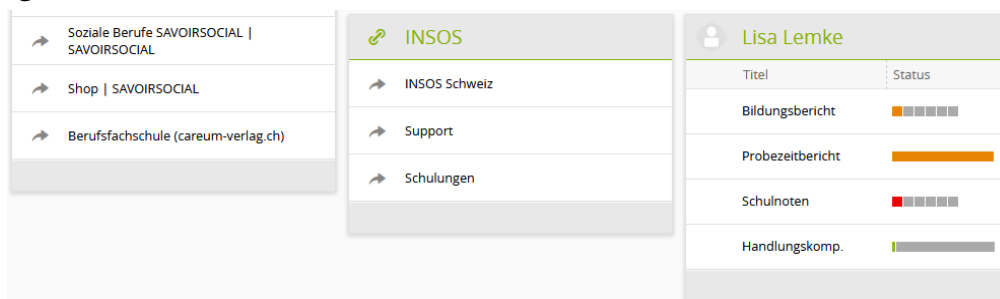 Soziale Berufe SAVOIRSOCIAL |
SAVOIRSOCIAL
Shop | SAVOIRSOCIAL
Berufsfachschule (careum-verlag.ch)
INSOS
INSOS Schweiz
Support
Schulungen
Lisa Lemke
Titel Status
Bildungsbericht
Probezeitbericht
Schulnoten
Handlungskomp.